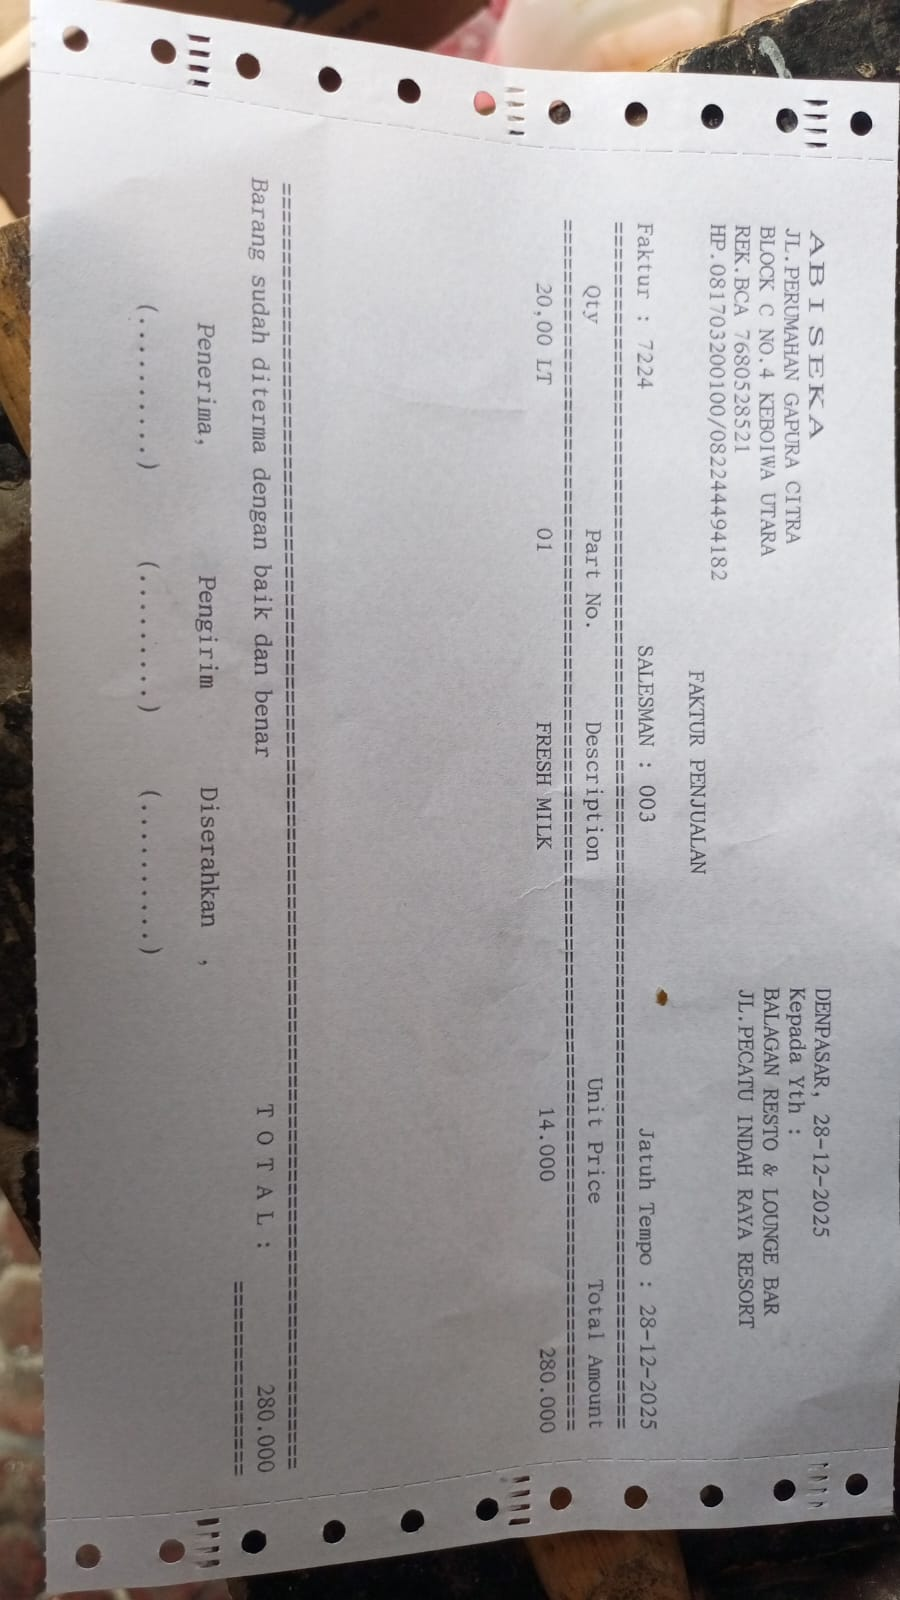 ABISEKA
JL.PERUMAHAN GAPURA CITRA
BLOCK C NO.4 KEBOIWA UTARA
REK.BCA 7680528521
HP.081703200100/082244494182
DENPASAR, 28-12-2025
Kepada Yth :
BALAGAN RESTO & LOUNGE BAR
JL.PECATU INDAH RAYA RESORT
FAKTUR PENJUALAN
Faktur : 7224 SALESMAN : 003 Jatuh Tempo : 28-12-2025
Qty Part No. Description Unit Price Total Amount
20,00 LT 01 FRESH MILK 14.000 280.000
T O T A L : 280.000
Barang sudah diterma dengan baik dan benar
Penerima, Pengirim Diserahkan ,
(..........) (..........) (..........)